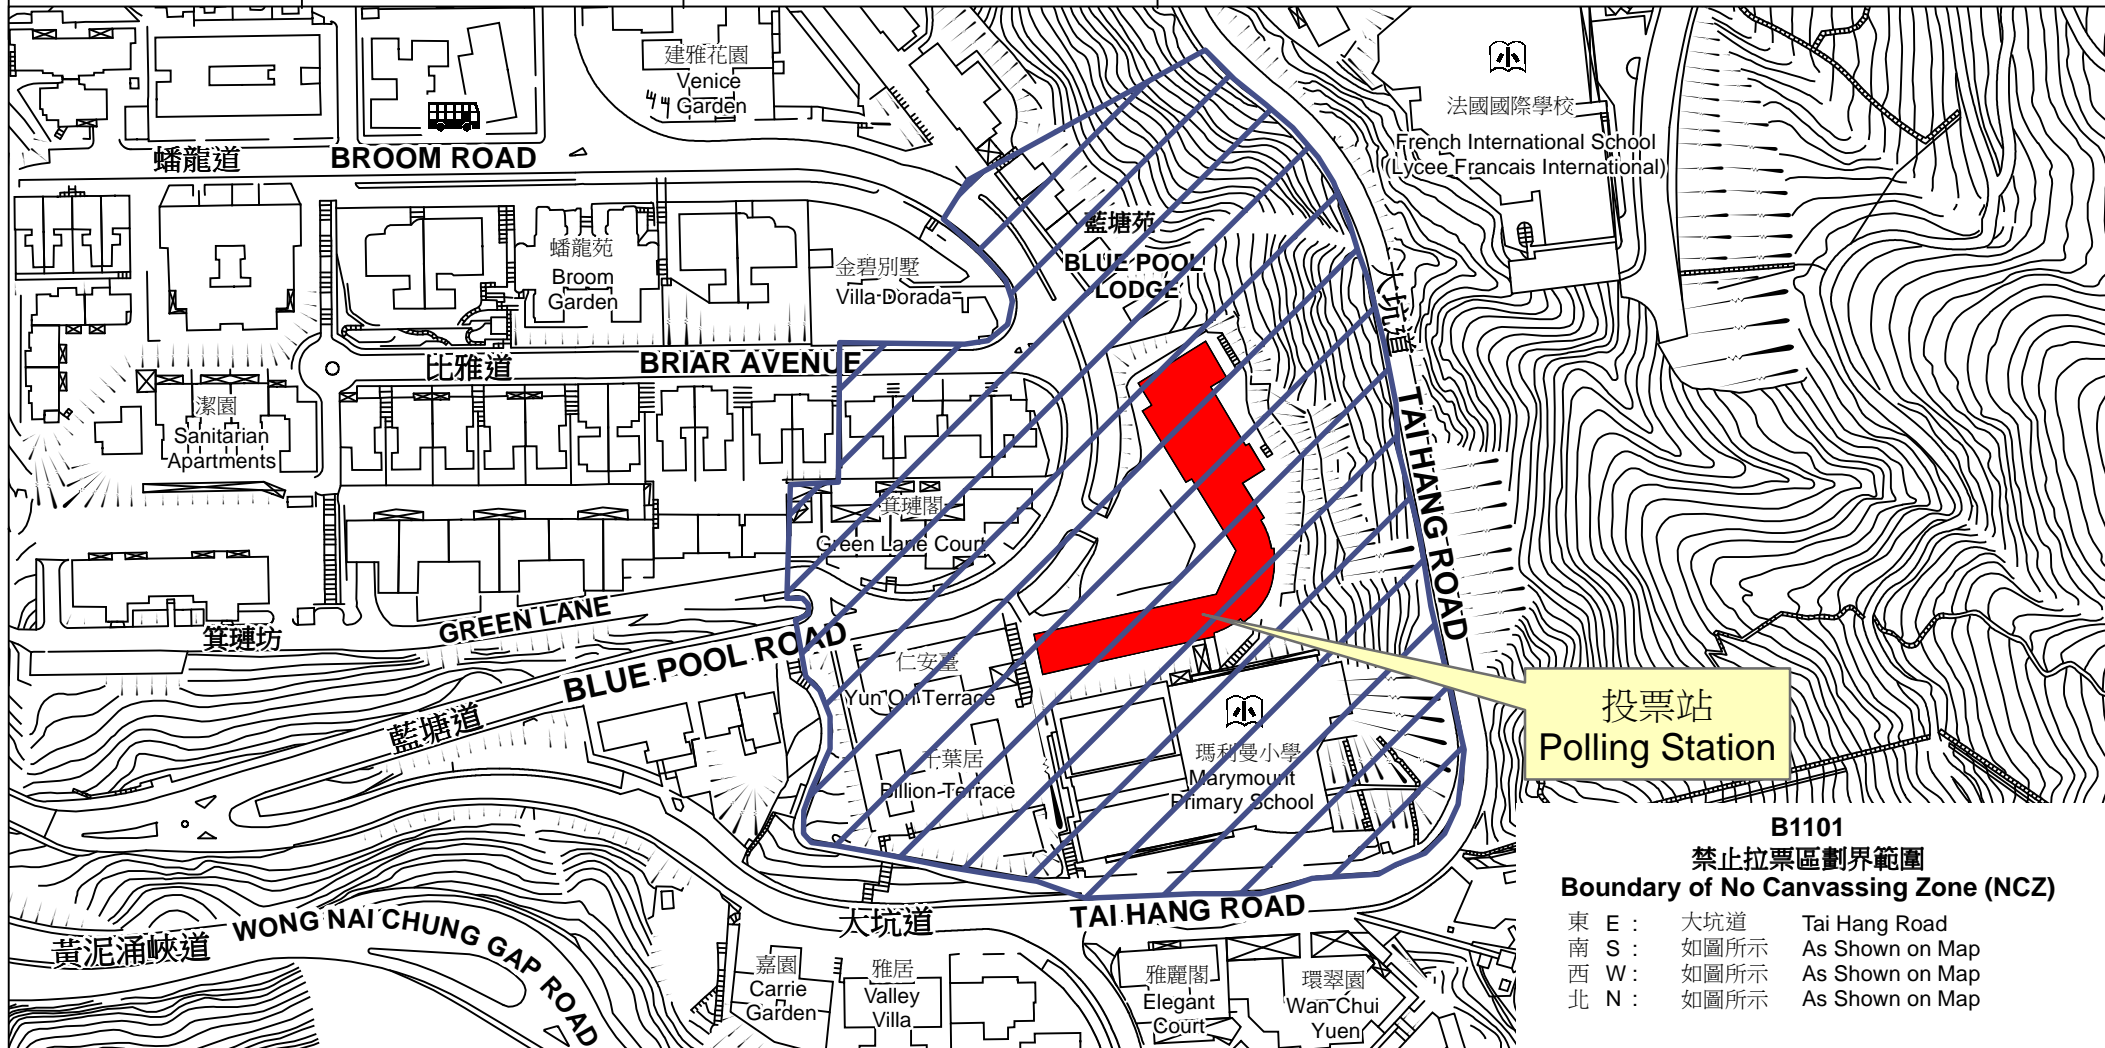 建雅花園
Venice
Garden
法國國際學校
French International School
(Lycee Francais International)
蟠龍道 BROOM ROAD
藍塘苑
BLUE POOL
LODGE
蟠龍苑
Broom
Garden
金碧別墅
Villa Dorada
大坑道
TAI HANG ROAD
比雅道 BRIAR AVENUE
潔園
Sanitarian
Apartments
箕璉閣
Green Lane Court
箕璉坊
GREEN LANE
藍塘道
BLUE POOL ROAD
仁安臺
Yun On Terrace
千葉居
Billion Terrace
瑪利曼小學
Marymount
Primary School
投票站
Polling Station
黃泥涌峽道 WONG NAI CHUNG GAP ROAD
大坑道 TAI HANG ROAD
嘉園
Carrie
Garden
雅居
Valley
Villa
雅麗閣
Elegant
Court
環翠園
Wan Chui
Yuen
B1101
禁止拉票區劃界範圍
Boundary of No Canvassing Zone (NCZ)
東 E : 大坑道 Tai Hang Road
南 S : 如圖所示 As Shown on Map
西 W : 如圖所示 As Shown on Map
北 N : 如圖所示 As Shown on Map